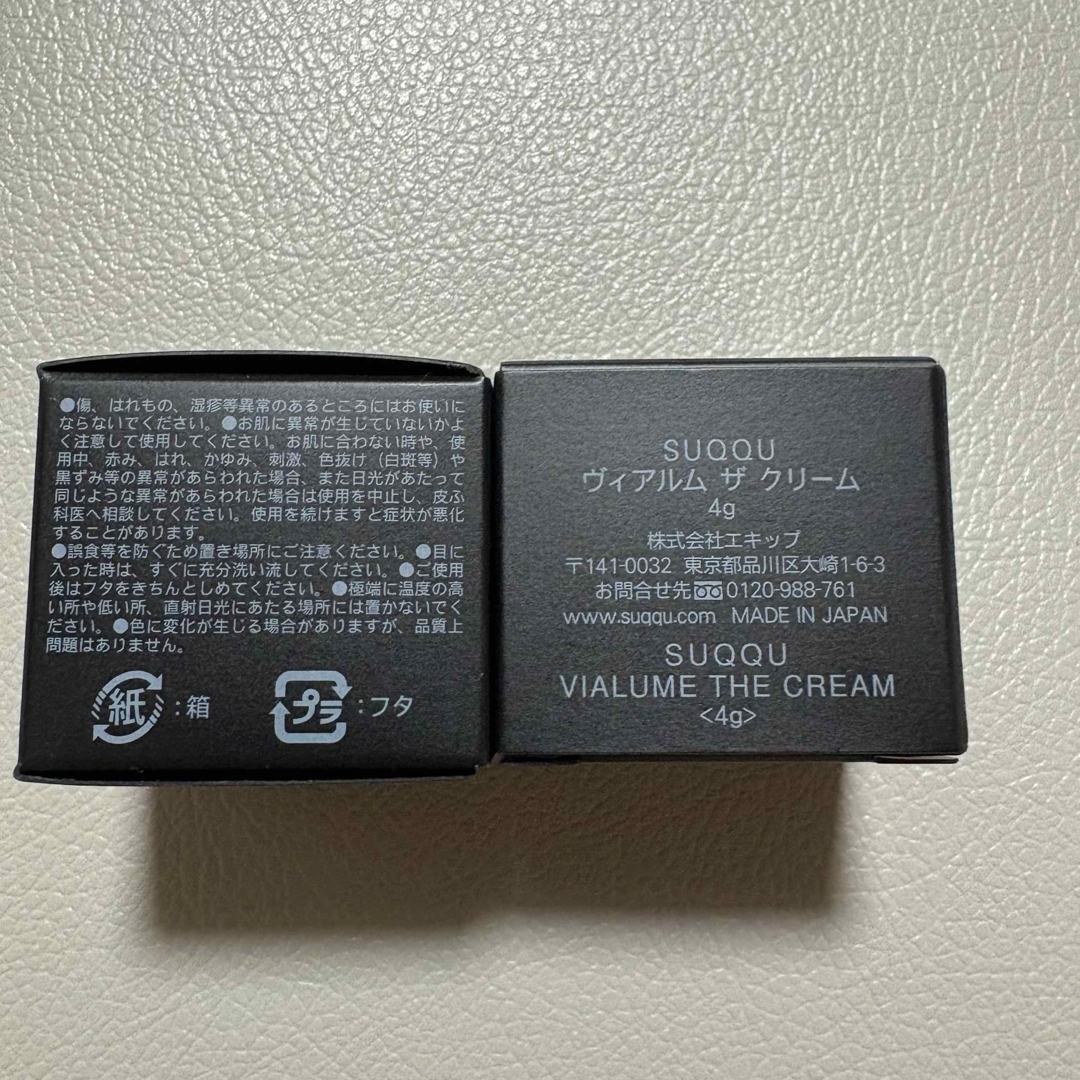 ●傷、はれもの、湿疹等異常のあるところにはお使いに
ならないでください。●お肌に異常が生じていないかよ
く注意して使用してください。お肌に合わない時や、使
用中、赤み、はれ、かゆみ、刺激、色抜け（白斑等）や
黒ずみ等の異常があらわれた場合、また日光があたって
同じような異常があらわれた場合は使用を中止し、皮ふ
科医へ相談してください。使用を続けますと症状が悪化
することがあります。
●誤食等を防ぐため置き場所にご注意ください。●目に
入った時は、すぐに充分洗い流してください。●ご使用
後はフタをきちんとしめてください。●極端に温度の高
い所や低い所、直射日光にあたる場所には置かないでく
ださい。●色に変化が生じる場合がありますが、品質上
問題はありません。
紙:箱
プラ:フタ
SUQQU
ヴィアルム ザ クリーム
4g
株式会社エキップ
〒141-0032 東京都品川区大崎1-6-3
お問合せ先 0120-988-761
www.suqqu.com MADE IN JAPAN
SUQQU
VIALUME THE CREAM
<4g>